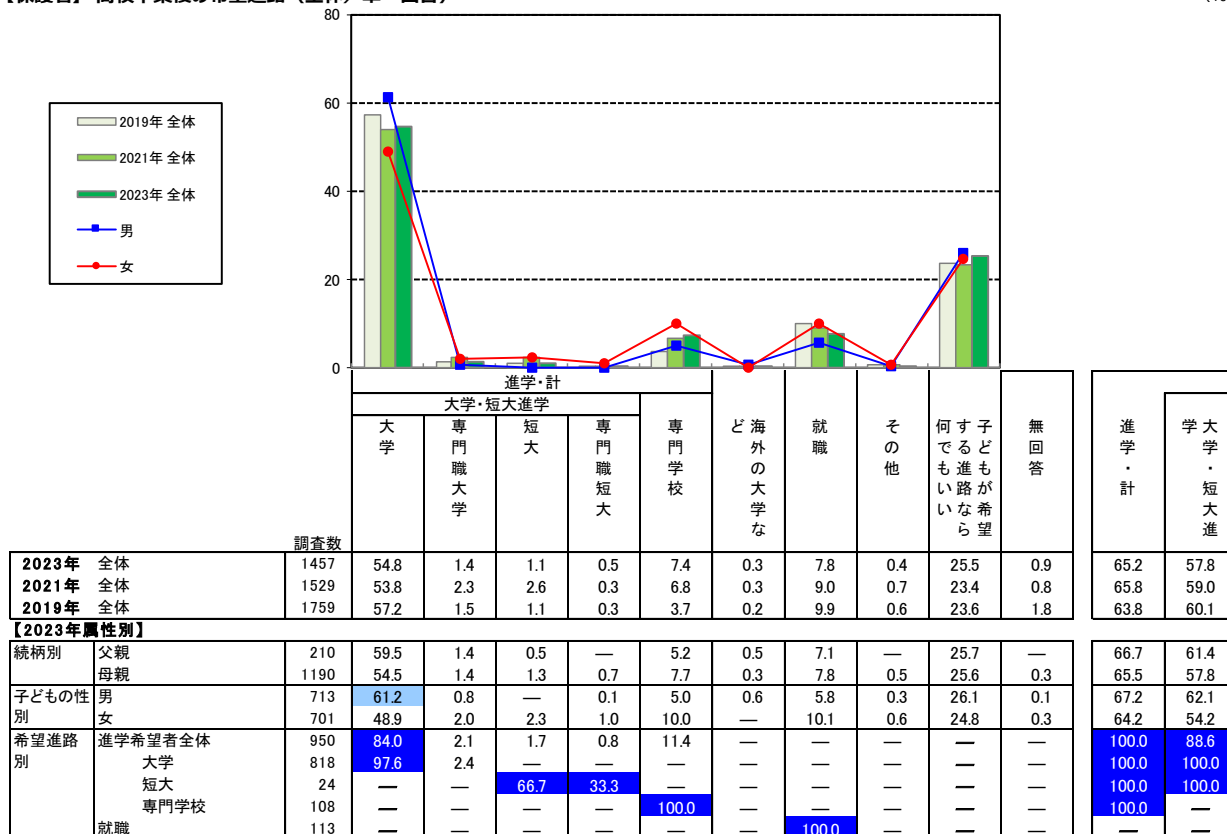 80
60
40
20
0
2019年 全体
2021年 全体
2023年 全体
男
女
進学・計
大学・短大進学
調査数 大学 専門職大学 短大 専門職短大 専門学校 海外の大学など 就職 その他 子どもが希望する進路なら何でもいい 無回答 進学・計 大学・短大進学
2023年 全体 1457 54.8 1.4 1.1 0.5 7.4 0.3 7.8 0.4 25.5 0.9 65.2 57.8
2021年 全体 1529 53.8 2.3 2.6 0.3 6.8 0.3 9.0 0.7 23.4 0.8 65.8 59.0
2019年 全体 1759 57.2 1.5 1.1 0.3 3.7 0.2 9.9 0.6 23.6 1.8 63.8 60.1
【2023年属性別】
続柄別 父親 210 59.5 1.4 0.5 — 5.2 0.5 7.1 — 25.7 — 66.7 61.4
母親 1190 54.5 1.4 1.3 0.7 7.7 0.3 7.8 0.5 25.6 0.3 65.5 57.8
子どもの性別 男 713 61.2 0.8 — 0.1 5.0 0.6 5.8 0.3 26.1 0.1 67.2 62.1
女 701 48.9 2.0 2.3 1.0 10.0 — 10.1 0.6 24.8 0.3 64.2 54.2
希望進路別 進学希望者全体 950 84.0 2.1 1.7 0.8 11.4 — — — — — 100.0 88.6
大学 818 97.6 2.4 — — — — — — — — 100.0 100.0
短大 24 — — 66.7 33.3 — — — — — — 100.0 100.0
専門学校 108 — — — — 100.0 — — — — — 100.0 —
就職 113 — — — — — — 100.0 — — — — —